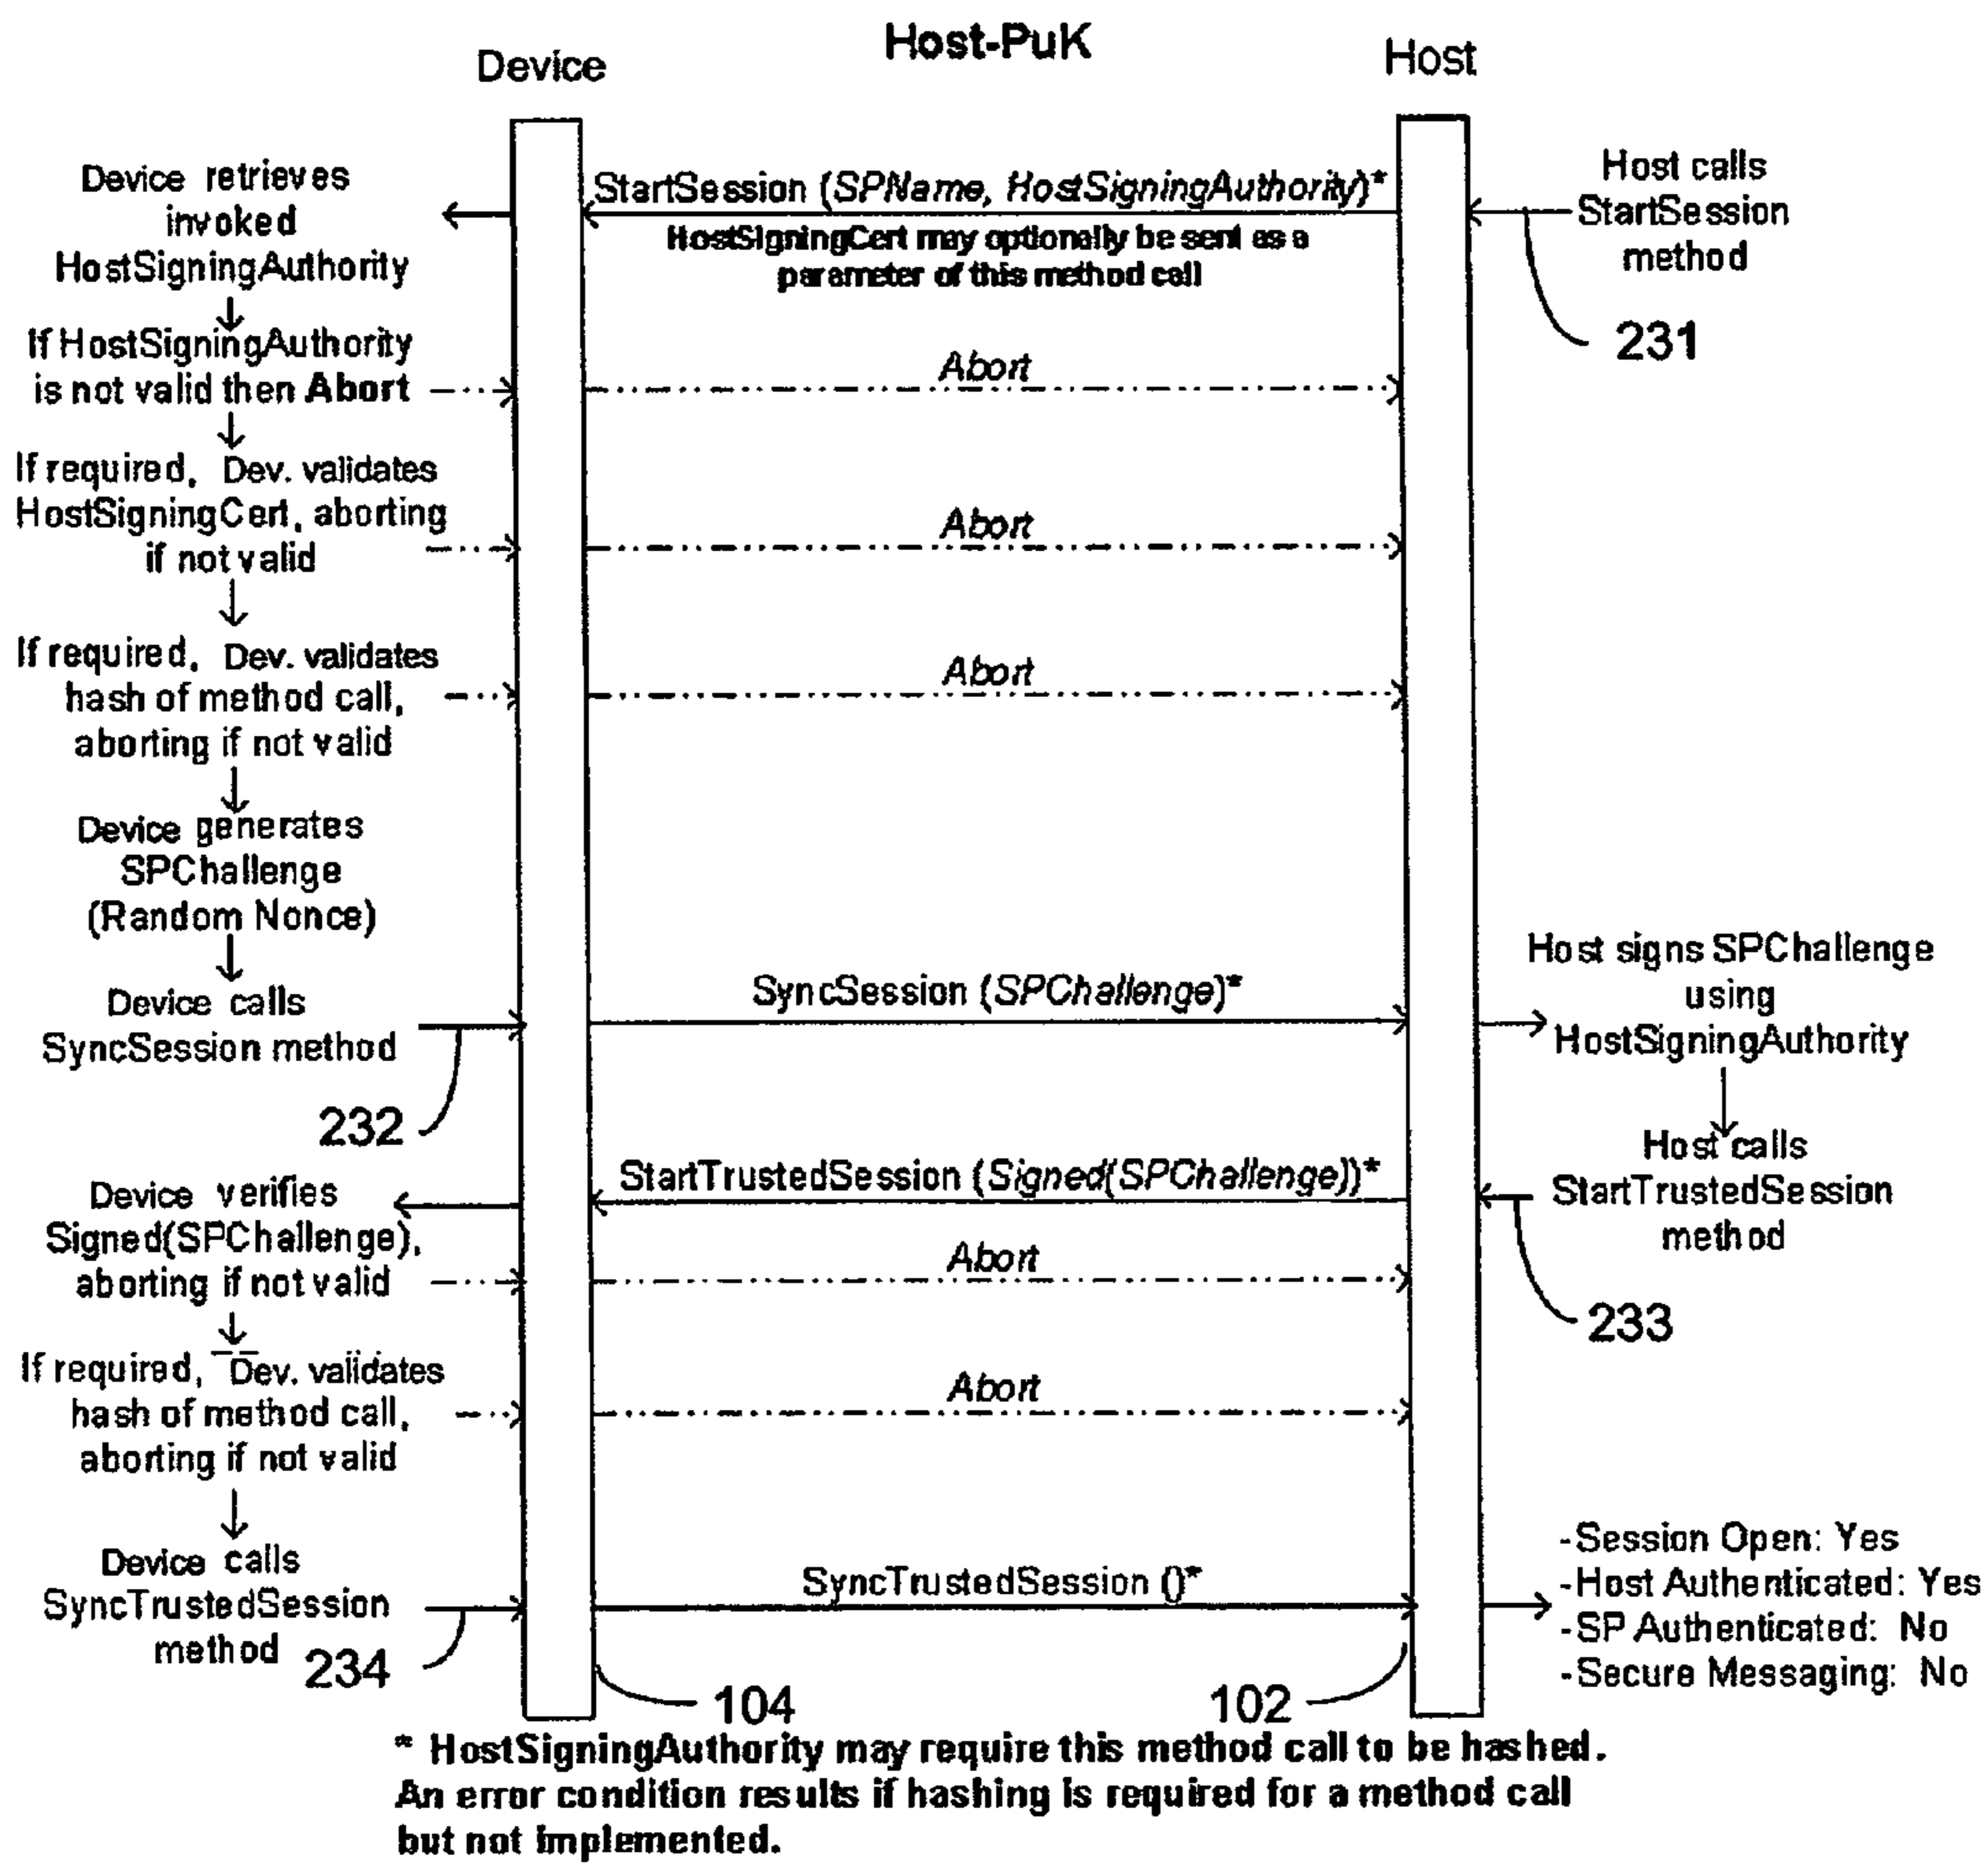 Host-PuK
Device
Host
Device retrieves
invoked
HostSigningAuthority
StartSession (SPName, HostSigningAuthority)*
HostSigningCert may optionally be sent as a
parameter of this method call
Host calls
StartSession
method
231
If HostSigningAuthority
is not valid then Abort
Abort
If required, Dev. validates
HostSigningCert, aborting
if not valid
Abort
If required, Dev. validates
hash of method call,
aborting if not valid
Abort
Device generates
SPChallenge
(Random Nonce)
Device calls
SyncSession method
232
SyncSession (SPChallenge)*
Host signs SPChallenge
using
HostSigningAuthority
Host calls
StartTrustedSession
method
233
StartTrustedSession (Signed(SPChallenge))*
Device verifies
Signed(SPChallenge),
aborting if not valid
Abort
If required, Dev. validates
hash of method call,
aborting if not valid
Abort
Device calls
SyncTrustedSession
method
234
SyncTrustedSession ()*
-Session Open: Yes
-Host Authenticated: Yes
-SP Authenticated: No
-Secure Messaging: No
104
102
* HostSigningAuthority may require this method call to be hashed.
An error condition results if hashing is required for a method call
but not implemented.